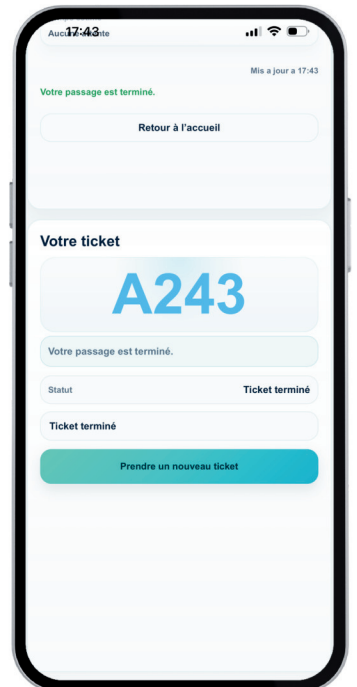 17:43
Mis a jour a 17:43
Votre passage est terminé.
Retour à l'accueil
Votre ticket
A243
Votre passage est terminé.
Statut Ticket terminé
Ticket terminé
Prendre un nouveau ticket